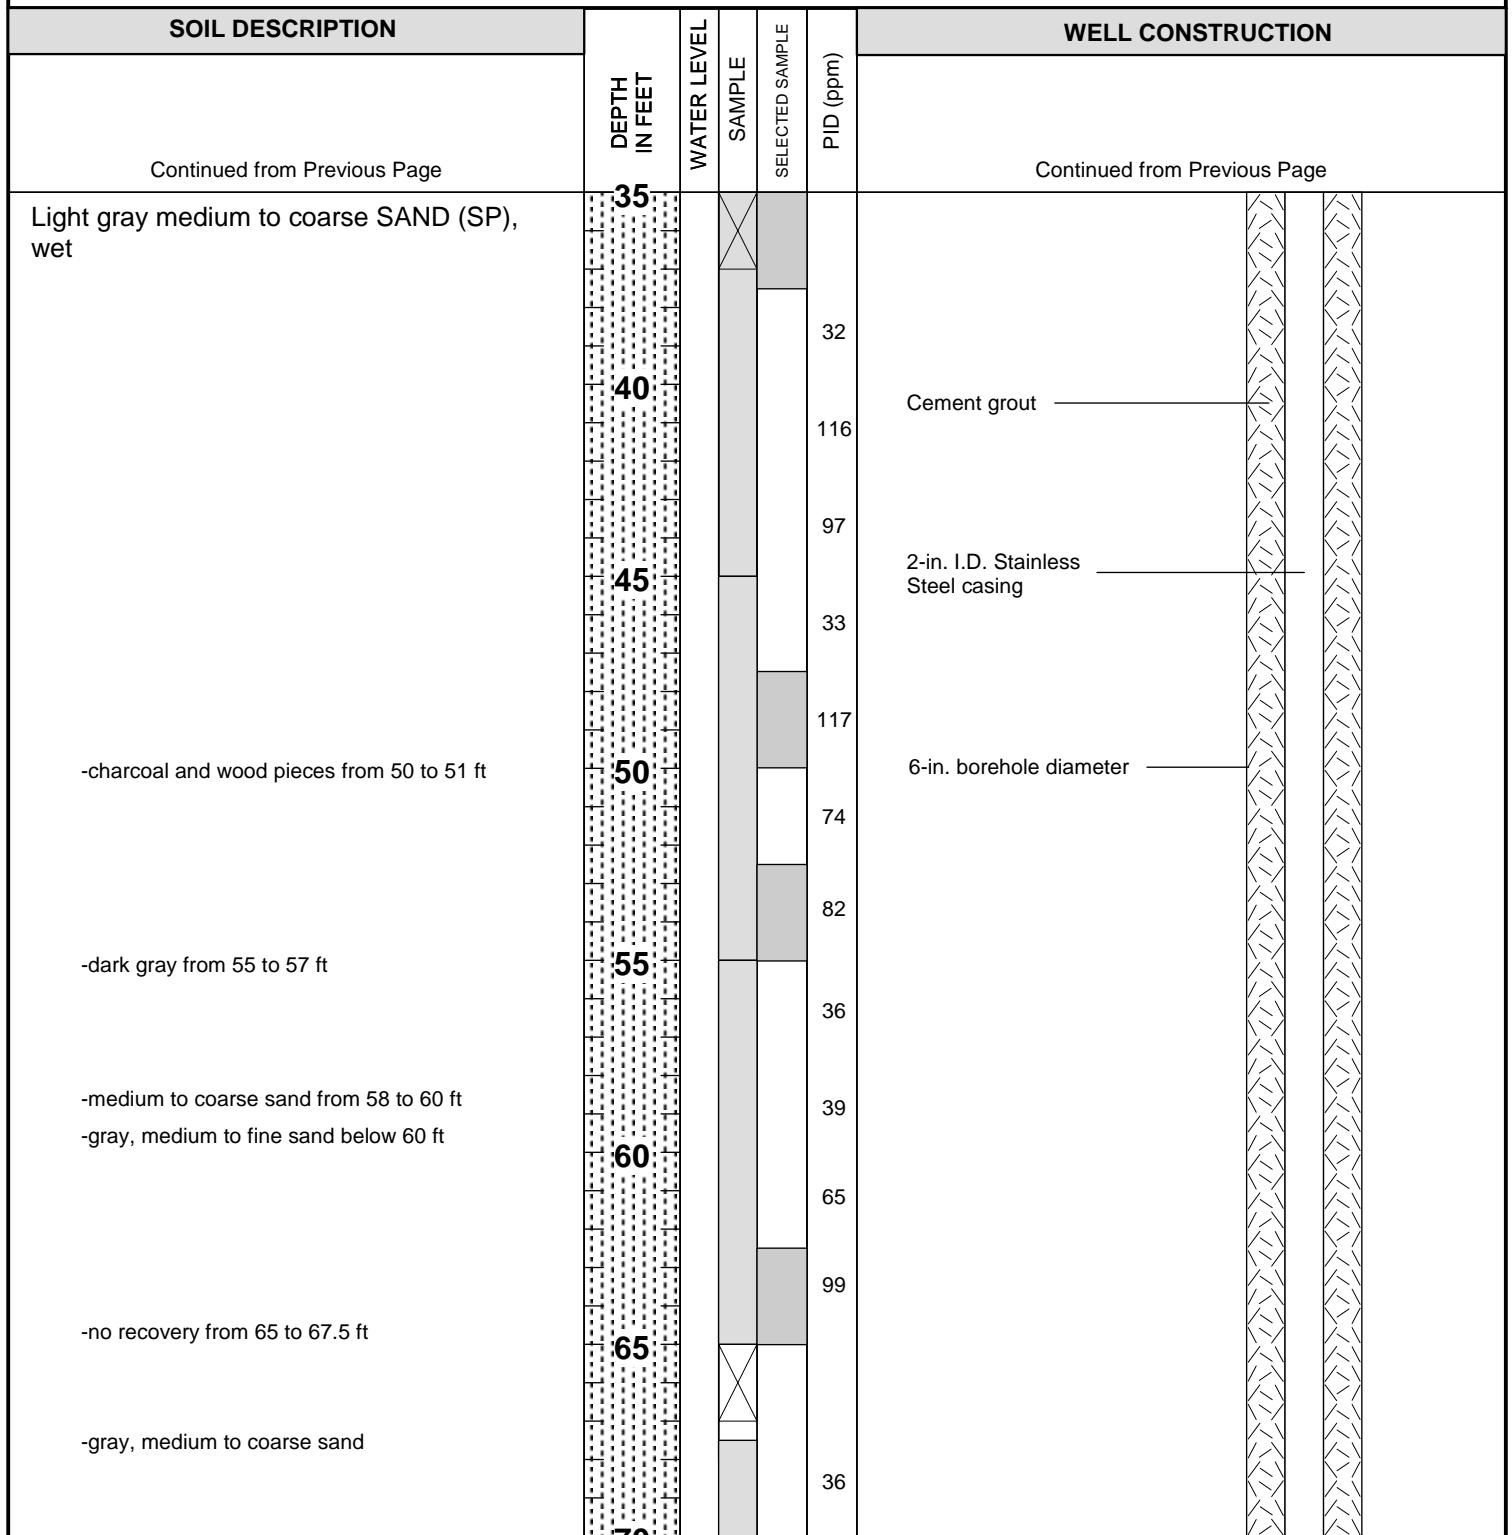 SOIL DESCRIPTION
DEPTH
IN FEET
WATER LEVEL
SAMPLE
SELECTED SAMPLE
PID (ppm)
WELL CONSTRUCTION
Continued from Previous Page
Continued from Previous Page
35
Light gray medium to coarse SAND (SP),
wet
32
40
Cement grout
116
97
2-in. I.D. Stainless
Steel casing
45
33
117
-charcoal and wood pieces from 50 to 51 ft
50
6-in. borehole diameter
74
82
-dark gray from 55 to 57 ft
55
36
-medium to coarse sand from 58 to 60 ft
39
-gray, medium to fine sand below 60 ft
60
65
99
-no recovery from 65 to 67.5 ft
65
-gray, medium to coarse sand
36
70